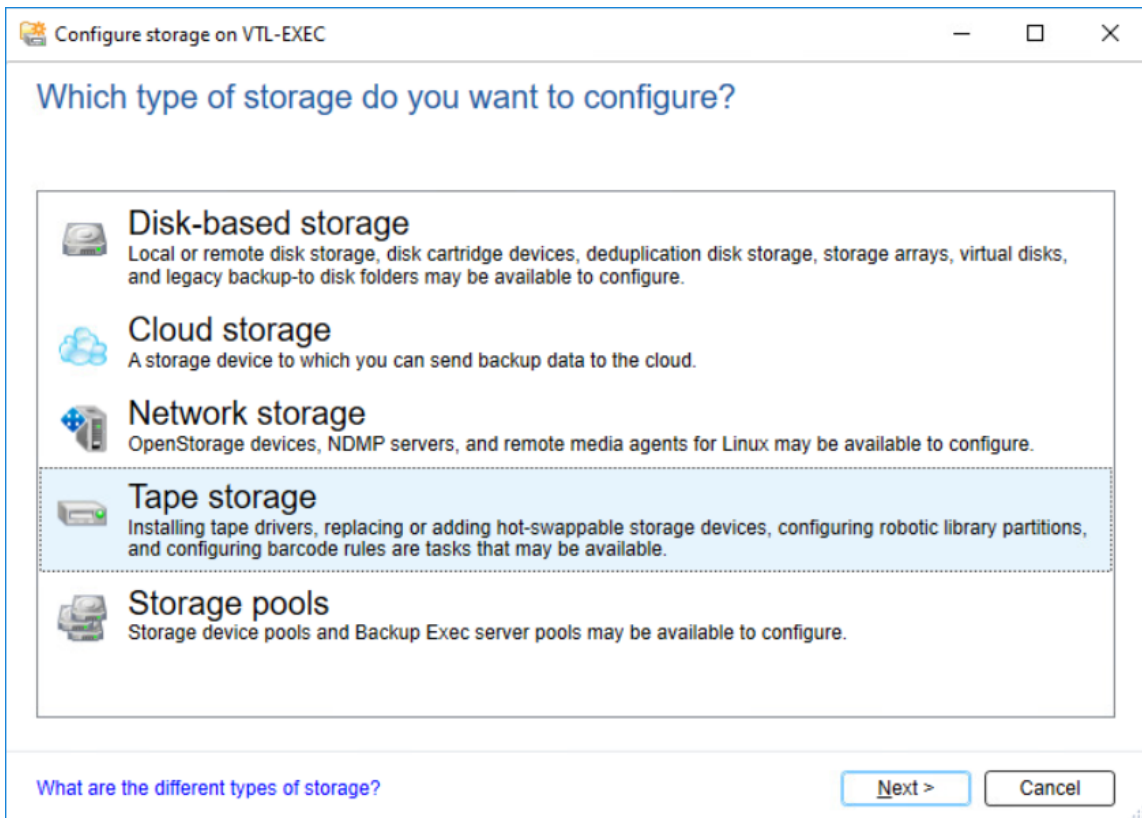 Configure storage on VTL-EXEC
Which type of storage do you want to configure?
Disk-based storage
Local or remote disk storage, disk cartridge devices, deduplication disk storage, storage arrays, virtual disks,
and legacy backup-to disk folders may be available to configure.
Cloud storage
A storage device to which you can send backup data to the cloud.
Network storage
OpenStorage devices, NDMP servers, and remote media agents for Linux may be available to configure.
Tape storage
Installing tape drivers, replacing or adding hot-swappable storage devices, configuring robotic library partitions,
and configuring barcode rules are tasks that may be available.
Storage pools
Storage device pools and Backup Exec server pools may be available to configure.
What are the different types of storage?
Next >
Cancel